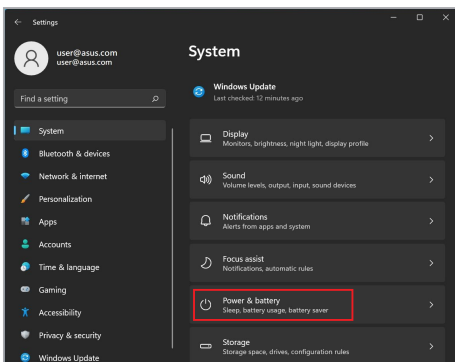 Settings
user@asus.com
user@asus.com
Find a setting
System
Bluetooth & devices
Network & internet
Personalization
Apps
Accounts
Time & language
Gaming
Accessibility
Privacy & security
Windows Update
System
Windows Update
Last checked: 12 minutes ago
Display
Monitors, brightness, night light, display profile
Sound
Volume levels, output, input, sound devices
Notifications
Alerts from apps and system
Focus assist
Notifications, automatic rules
Power & battery
Sleep, battery usage, battery saver
Storage
Storage space, drives, configuration rules